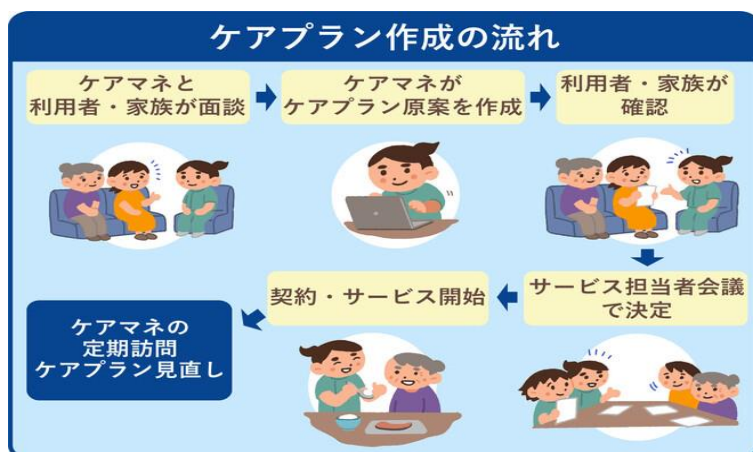 ケアプラン作成の流れ
ケアマネと
利用者・家族が面談
ケアマネが
ケアプラン原案を作成
利用者・家族が
確認
サービス担当者会議
で決定
契約・サービス開始
ケアマネの
定期訪問
ケアプラン見直し